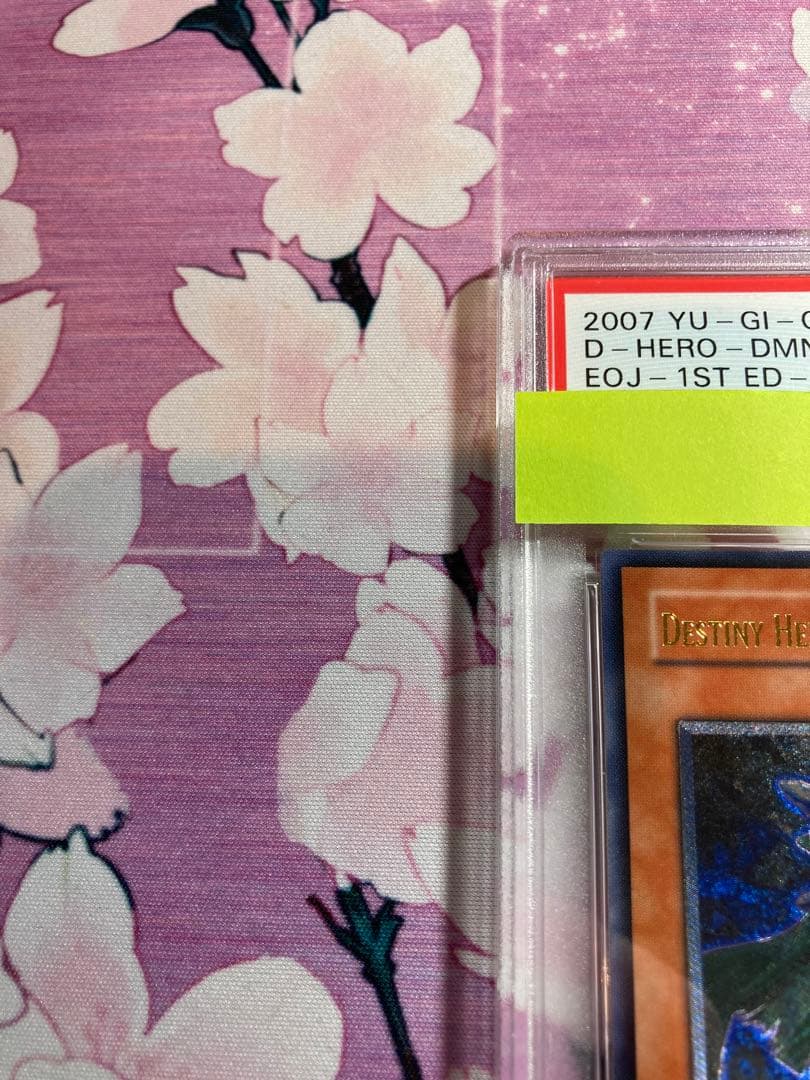 2007 YU-GI-
D-HERO-DMN
EOJ-1ST ED-
DESTINY HE